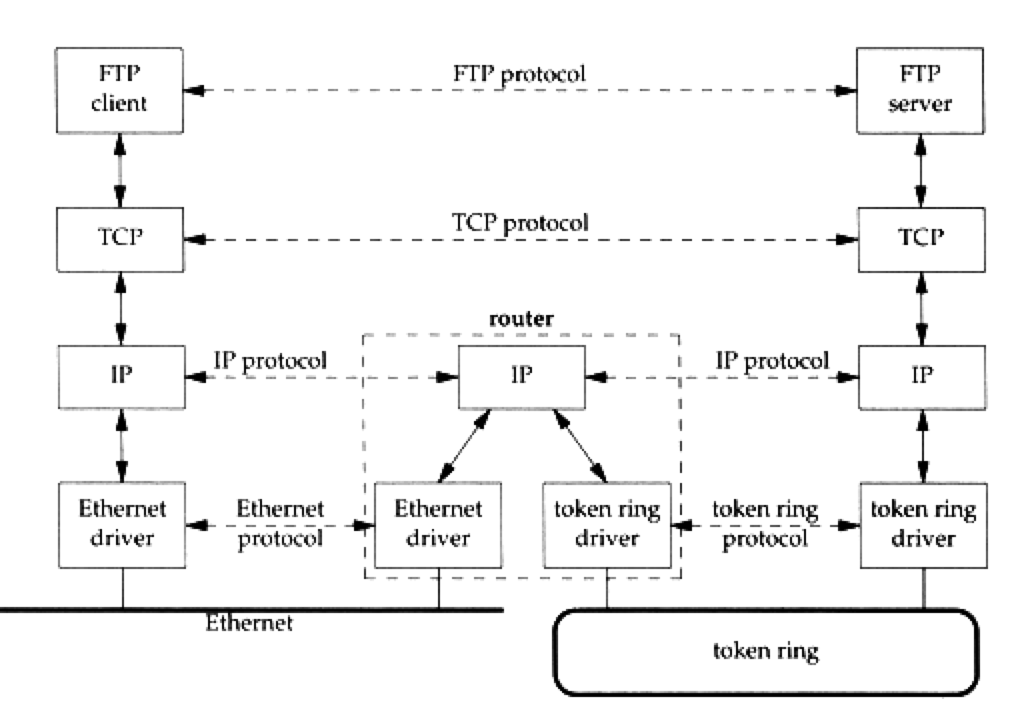 FTP
client
FTP protocol
FTP
server
TCP
TCP protocol
TCP
router
IP
IP protocol
IP
IP protocol
IP
Ethernet
driver
Ethernet
protocol
Ethernet
driver
token ring
driver
token ring
protocol
token ring
driver
Ethernet
token ring